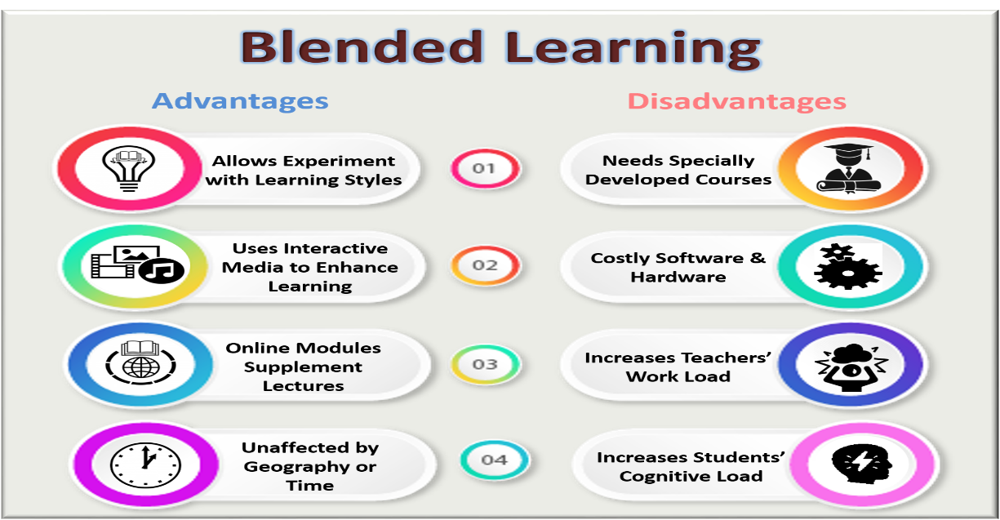 Blended Learning
Advantages
Disadvantages
Allows Experiment
with Learning Styles
01
Needs Specially
Developed Courses
Uses Interactive
Media to Enhance
Learning
02
Costly Software &
Hardware
Online Modules
Supplement
Lectures
03
Increases Teachers’
Work Load
Unaffected by
Geography or
Time
04
Increases Students’
Cognitive Load